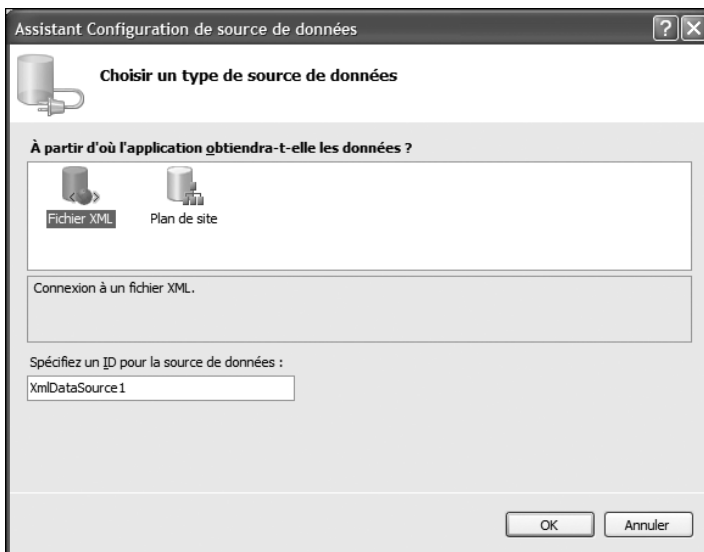 Assistant Configuration de source de données
Choisir un type de source de données
À partir d'où l'application obtiendra-t-elle les données ?
Fichier XML
Plan de site
Connexion à un fichier XML.
Spécifiez un ID pour la source de données :
XmlDataSource1
OK
Annuler